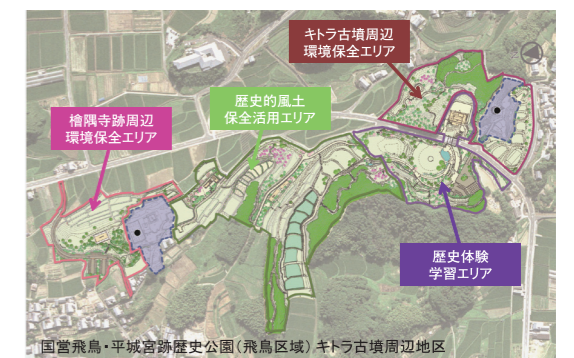 キトラ古墳周辺
環境保全エリア
歴史的風土
保全活用エリア
檜隈寺跡周辺
環境保全エリア
歴史体験
学習エリア
国営飛鳥・平城宮跡歴史公園(飛鳥区域) キトラ古墳周辺地区